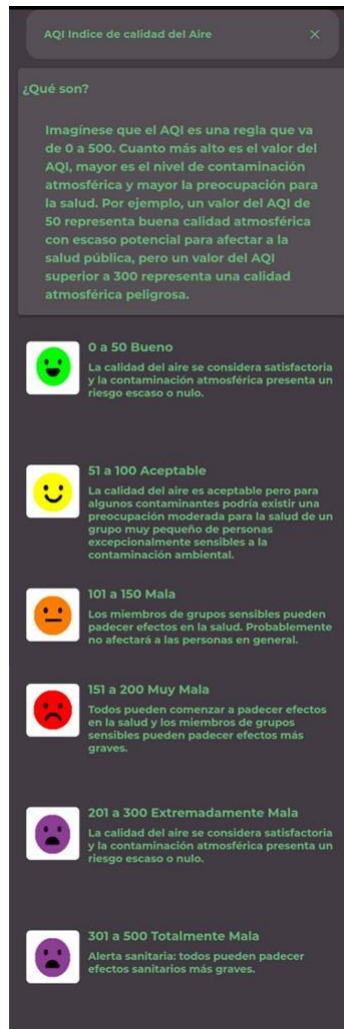 AQI Indice de calidad del Aire
¿Qué son?
Imagínese que el AQI es una regla que va
de 0 a 500. Cuanto más alto es el valor del
AQI, mayor es el nivel de contaminación
atmosférica y mayor la preocupación para
la salud. Por ejemplo, un valor del AQI de
50 representa buena calidad atmosférica
con escaso potencial para afectar a la
salud pública, pero un valor del AQI
superior a 300 representa una calidad
atmosférica peligrosa.
0 a 50 Bueno
La calidad del aire se considera satisfactoria
y la contaminación atmosférica presenta un
riesgo escaso o nulo.
51 a 100 Aceptable
La calidad del aire es aceptable pero para
algunos contaminantes podría existir una
preocupación moderada para la salud de un
grupo muy pequeño de personas
excepcionalmente sensibles a la
contaminación ambiental.
101 a 150 Mala
Los miembros de grupos sensibles pueden
padecer efectos en la salud. Probablemente
no afectará a las personas en general.
151 a 200 Muy Mala
Todos pueden comenzar a padecer efectos
en la salud y los miembros de grupos
sensibles pueden padecer efectos más
graves.
201 a 300 Extremadamente Mala
La calidad del aire se considera satisfactoria
y la contaminación atmosférica presenta un
riesgo escaso o nulo.
301 a 500 Totalmente Mala
Alerta sanitaria: todos pueden padecer
efectos sanitarios más graves.